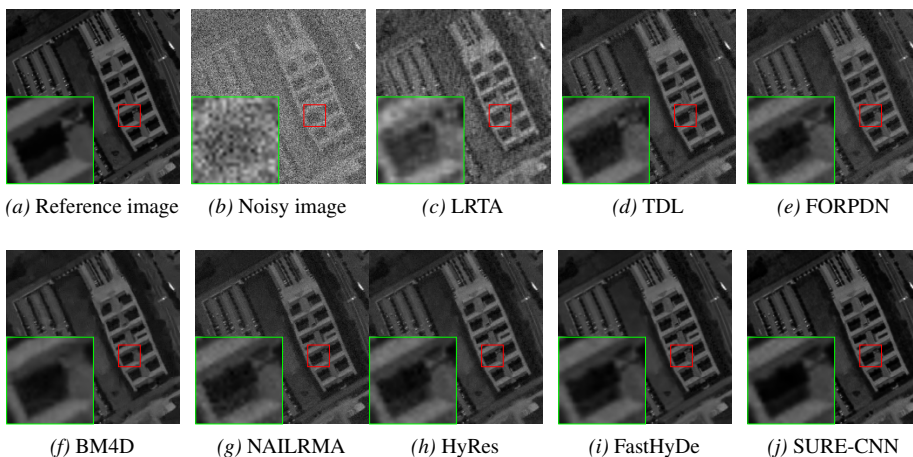 (a) Reference image (b) Noisy image (c) LRTA (d) TDL (e) FORPDN
(f) BM4D (g) NAILRMA (h) HyRes (i) FastHyDe (j) SURE-CNN